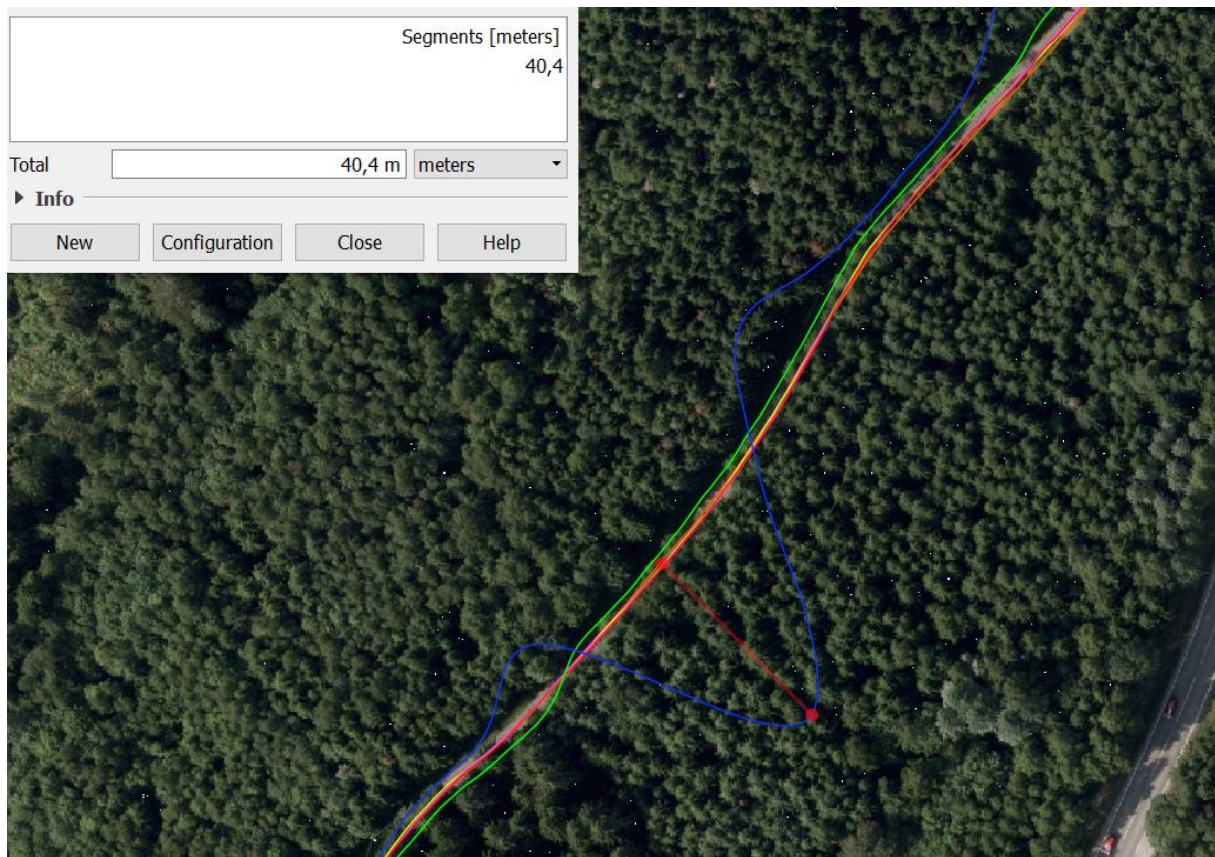 Segments [meters]
40,4
Total 40,4 m meters
Info
New Configuration Close Help